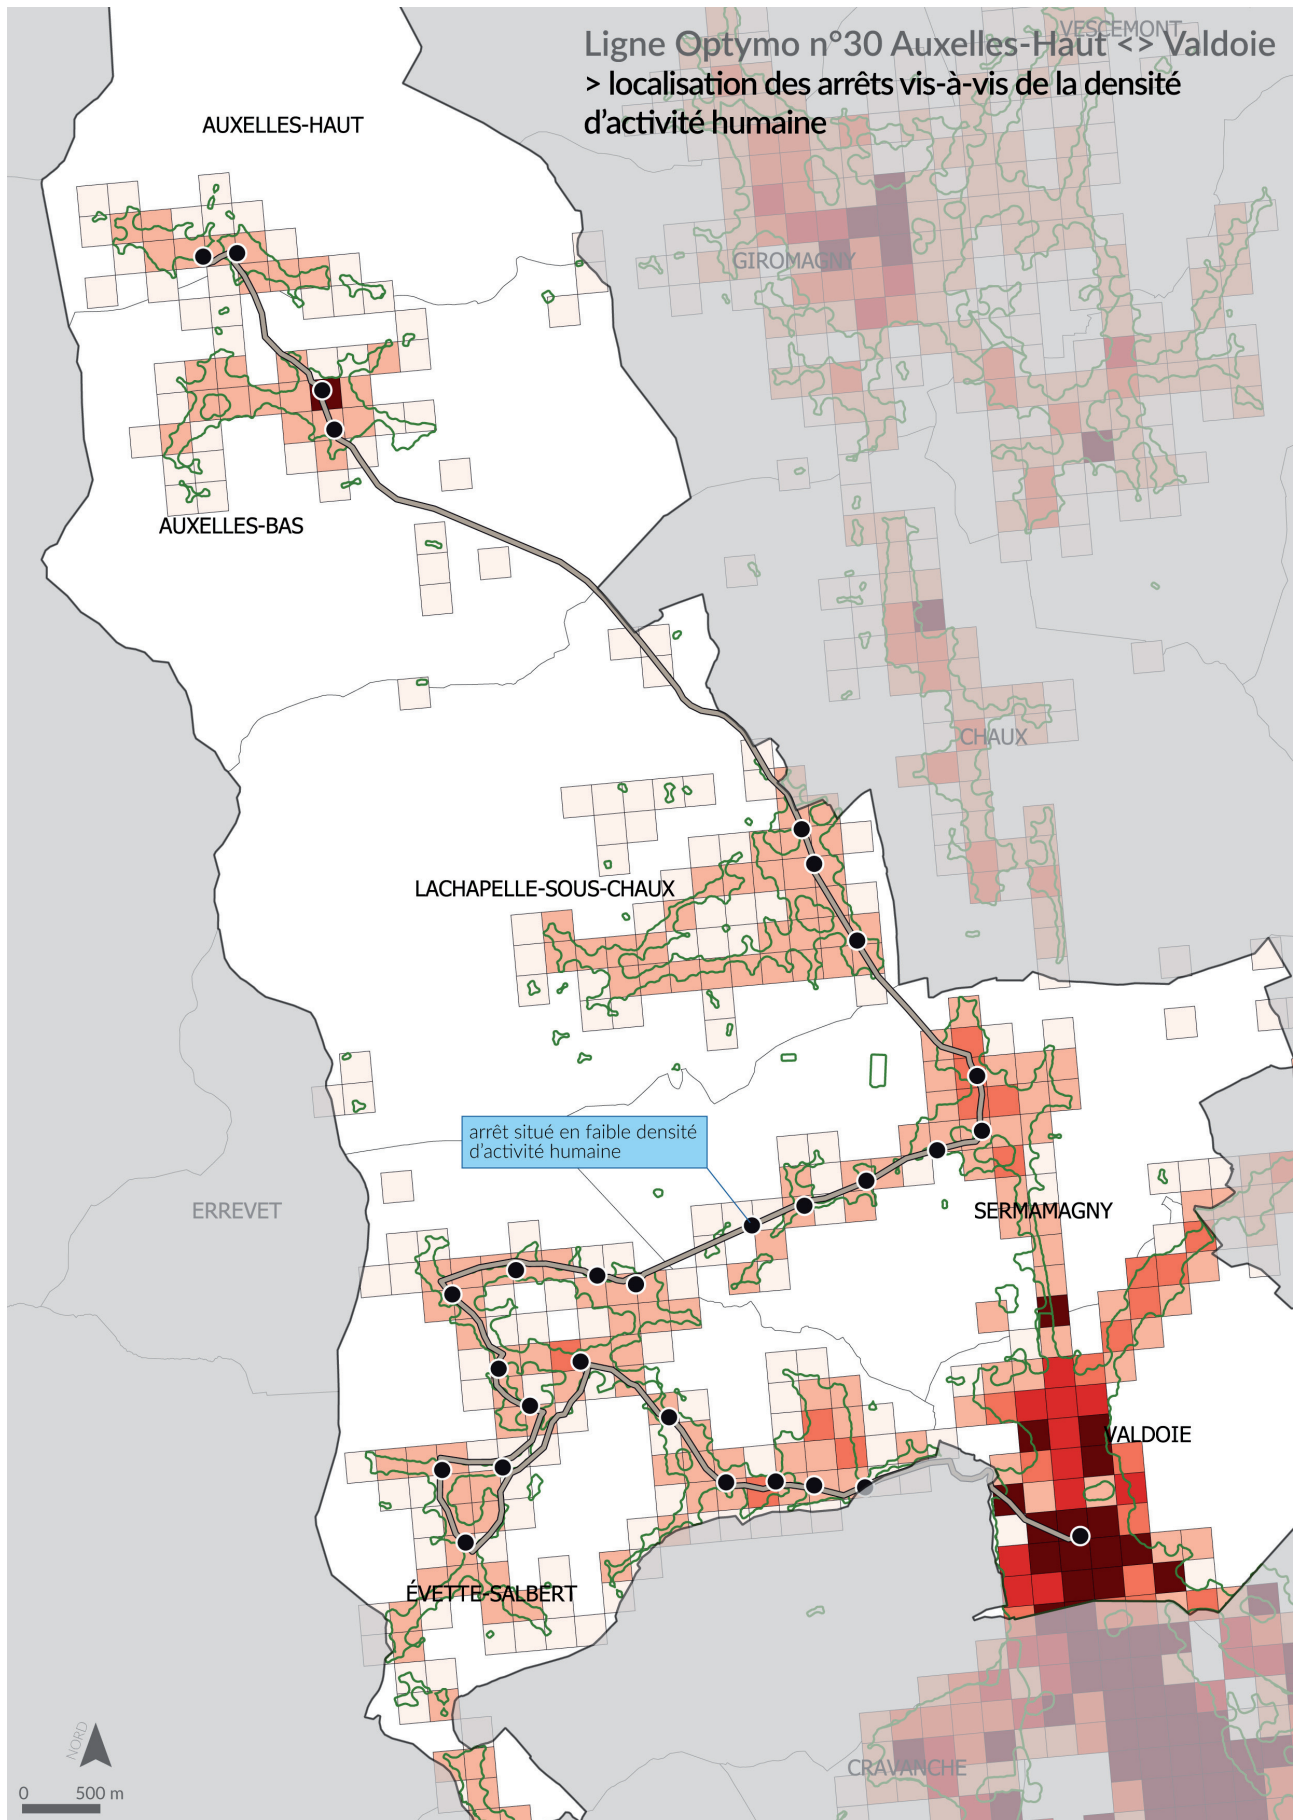 VESCEMONT
Ligne Optymo n°30 Auxelles-Haut <> Valdoie
> localisation des arrêts vis-à-vis de la densité
d'activité humaine
AUXELLES-HAUT
GIROMAGNY
AUXELLES-BAS
CHAUX
LACHAPELLE-SOUS-CHAUX
arrêt situé en faible densité
d'activité humaine
ERREVET
SERMAMAGNY
VALDOIE
ÉVETTE-SALBERT
CRAVANCHE
NORD
0 500 m